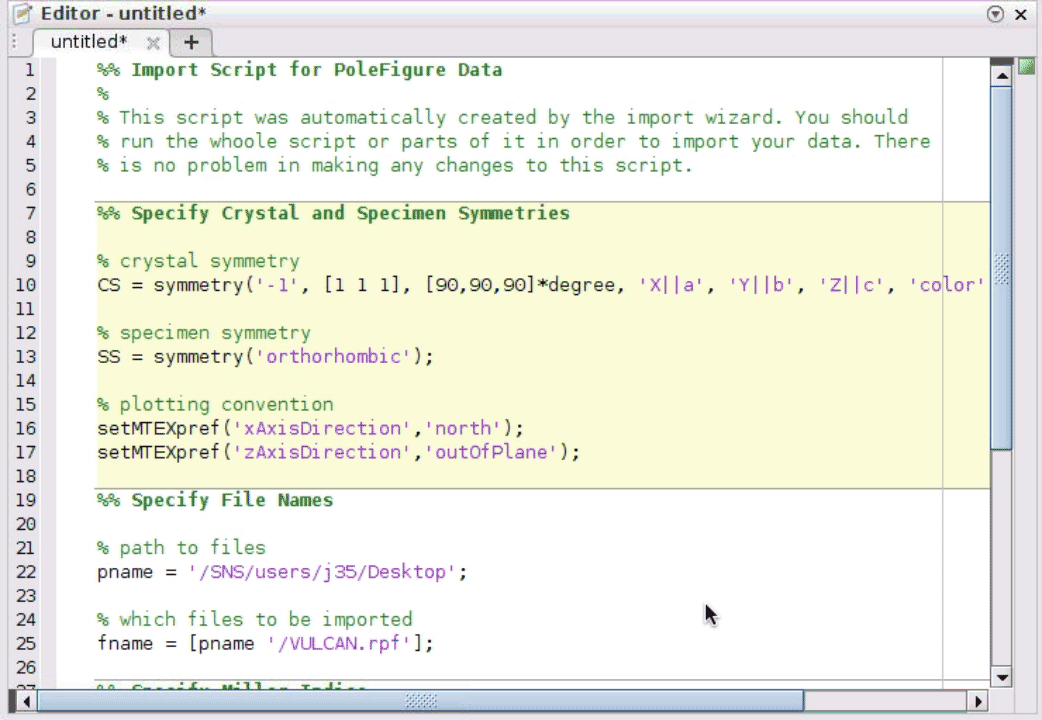 Editor - untitled*
untitled*
1 %% Import Script for PoleFigure Data
2 %
3 % This script was automatically created by the import wizard. You should
4 % run the whoole script or parts of it in order to import your data. There
5 % is no problem in making any changes to this script.
6
7 %% Specify Crystal and Specimen Symmetries
8
9 % crystal symmetry
10 CS = symmetry('-1', [1 1 1], [90,90,90]*degree, 'X||a', 'Y||b', 'Z||c', 'color'
11
12 % specimen symmetry
13 SS = symmetry('orthorhombic');
14
15 % plotting convention
16 setMTEXpref('xAxisDirection','north');
17 setMTEXpref('zAxisDirection','outOfPlane');
18
19 %% Specify File Names
20
21 % path to files
22 pname = '/SNS/users/j35/Desktop';
23
24 % which files to be imported
25 fname = [pname '/VULCAN.rpf'];
26
27 %% Specify Miller Indice